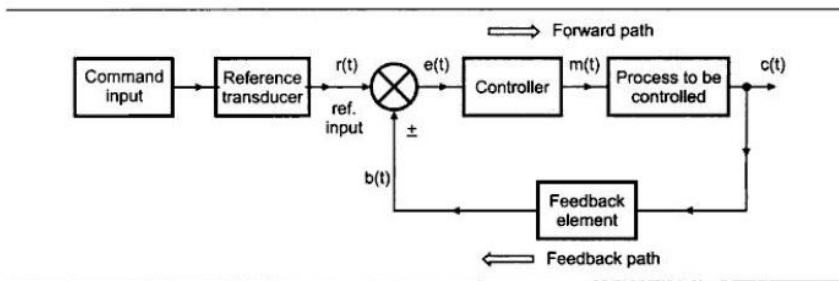 Forward path
Command
input
Reference
transducer
r(t)
ref.
input
e(t)
Controller
m(t)
Process to be
controlled
c(t)
±
b(t)
Feedback
element
Feedback path